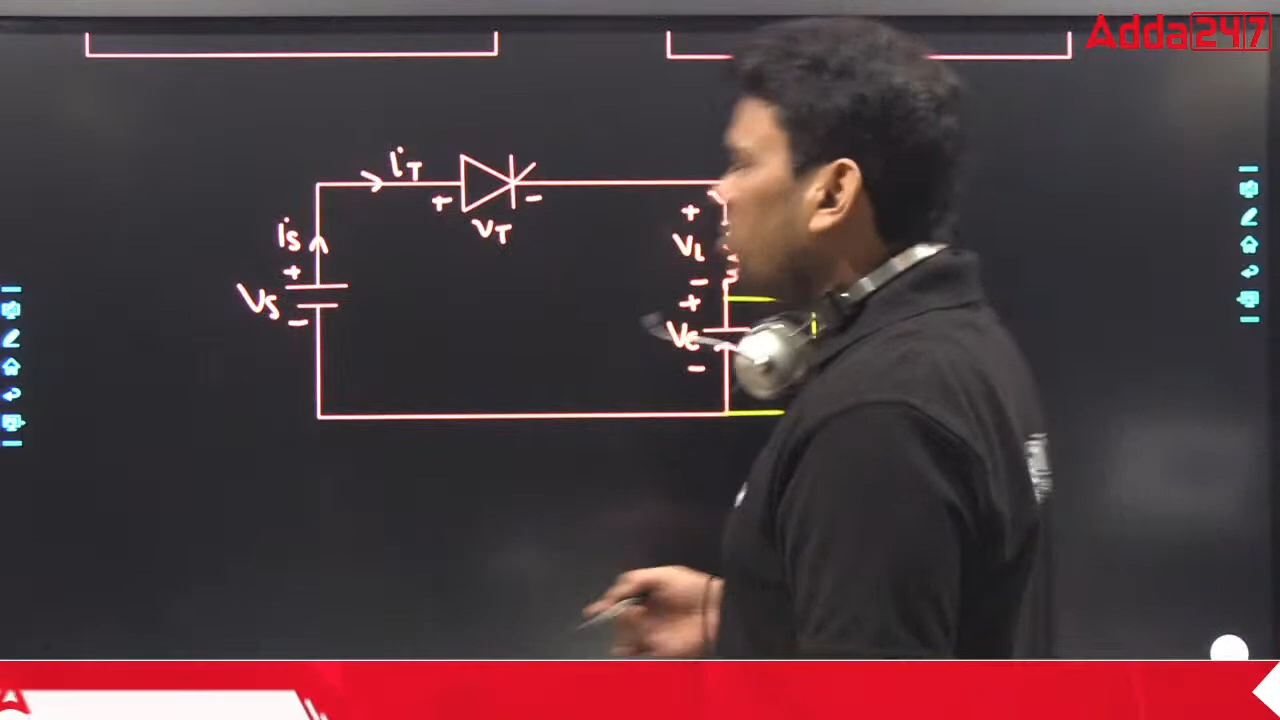 Adda247
iT
+ -
VT
iS
+
VS
-
+
VL
-
+
VC
-